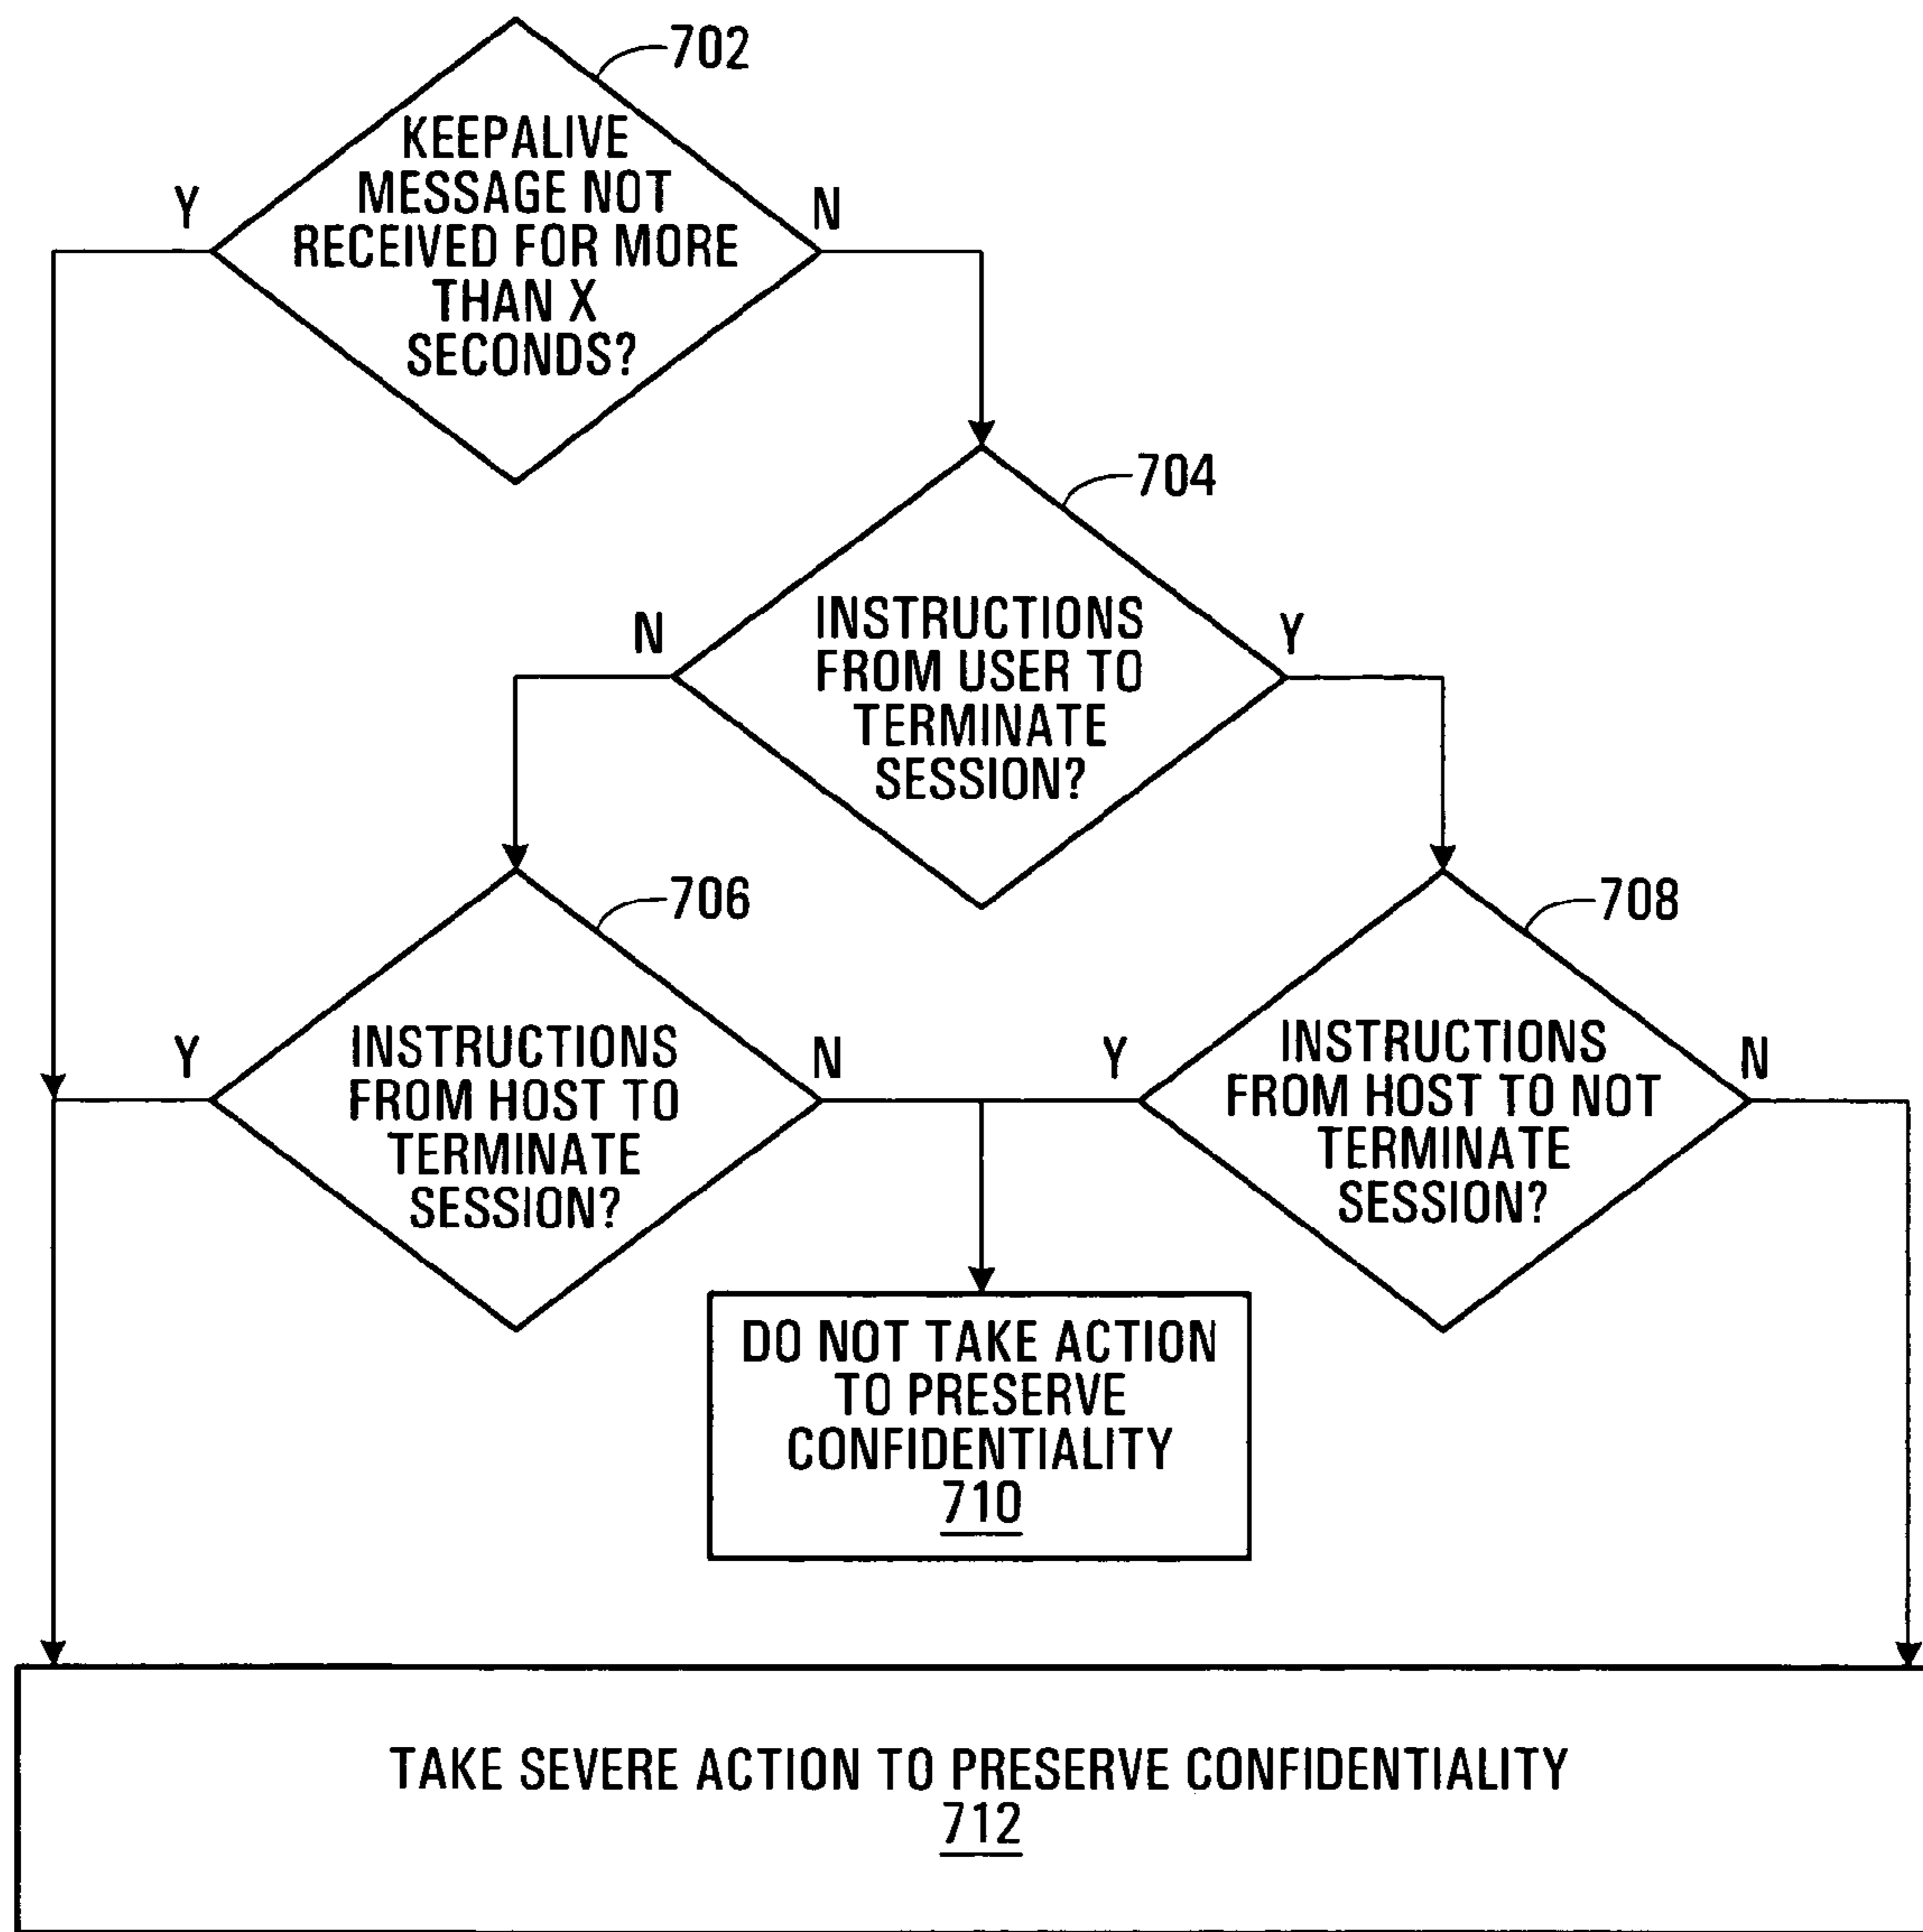 702
KEEPALIVE
MESSAGE NOT
RECEIVED FOR MORE
THAN X
SECONDS?
Y
N
704
INSTRUCTIONS
FROM USER TO
TERMINATE
SESSION?
N
Y
706
INSTRUCTIONS
FROM HOST TO
TERMINATE
SESSION?
Y
N
708
INSTRUCTIONS
FROM HOST TO NOT
TERMINATE
SESSION?
Y
N
DO NOT TAKE ACTION
TO PRESERVE
CONFIDENTIALITY
710
TAKE SEVERE ACTION TO PRESERVE CONFIDENTIALITY
712